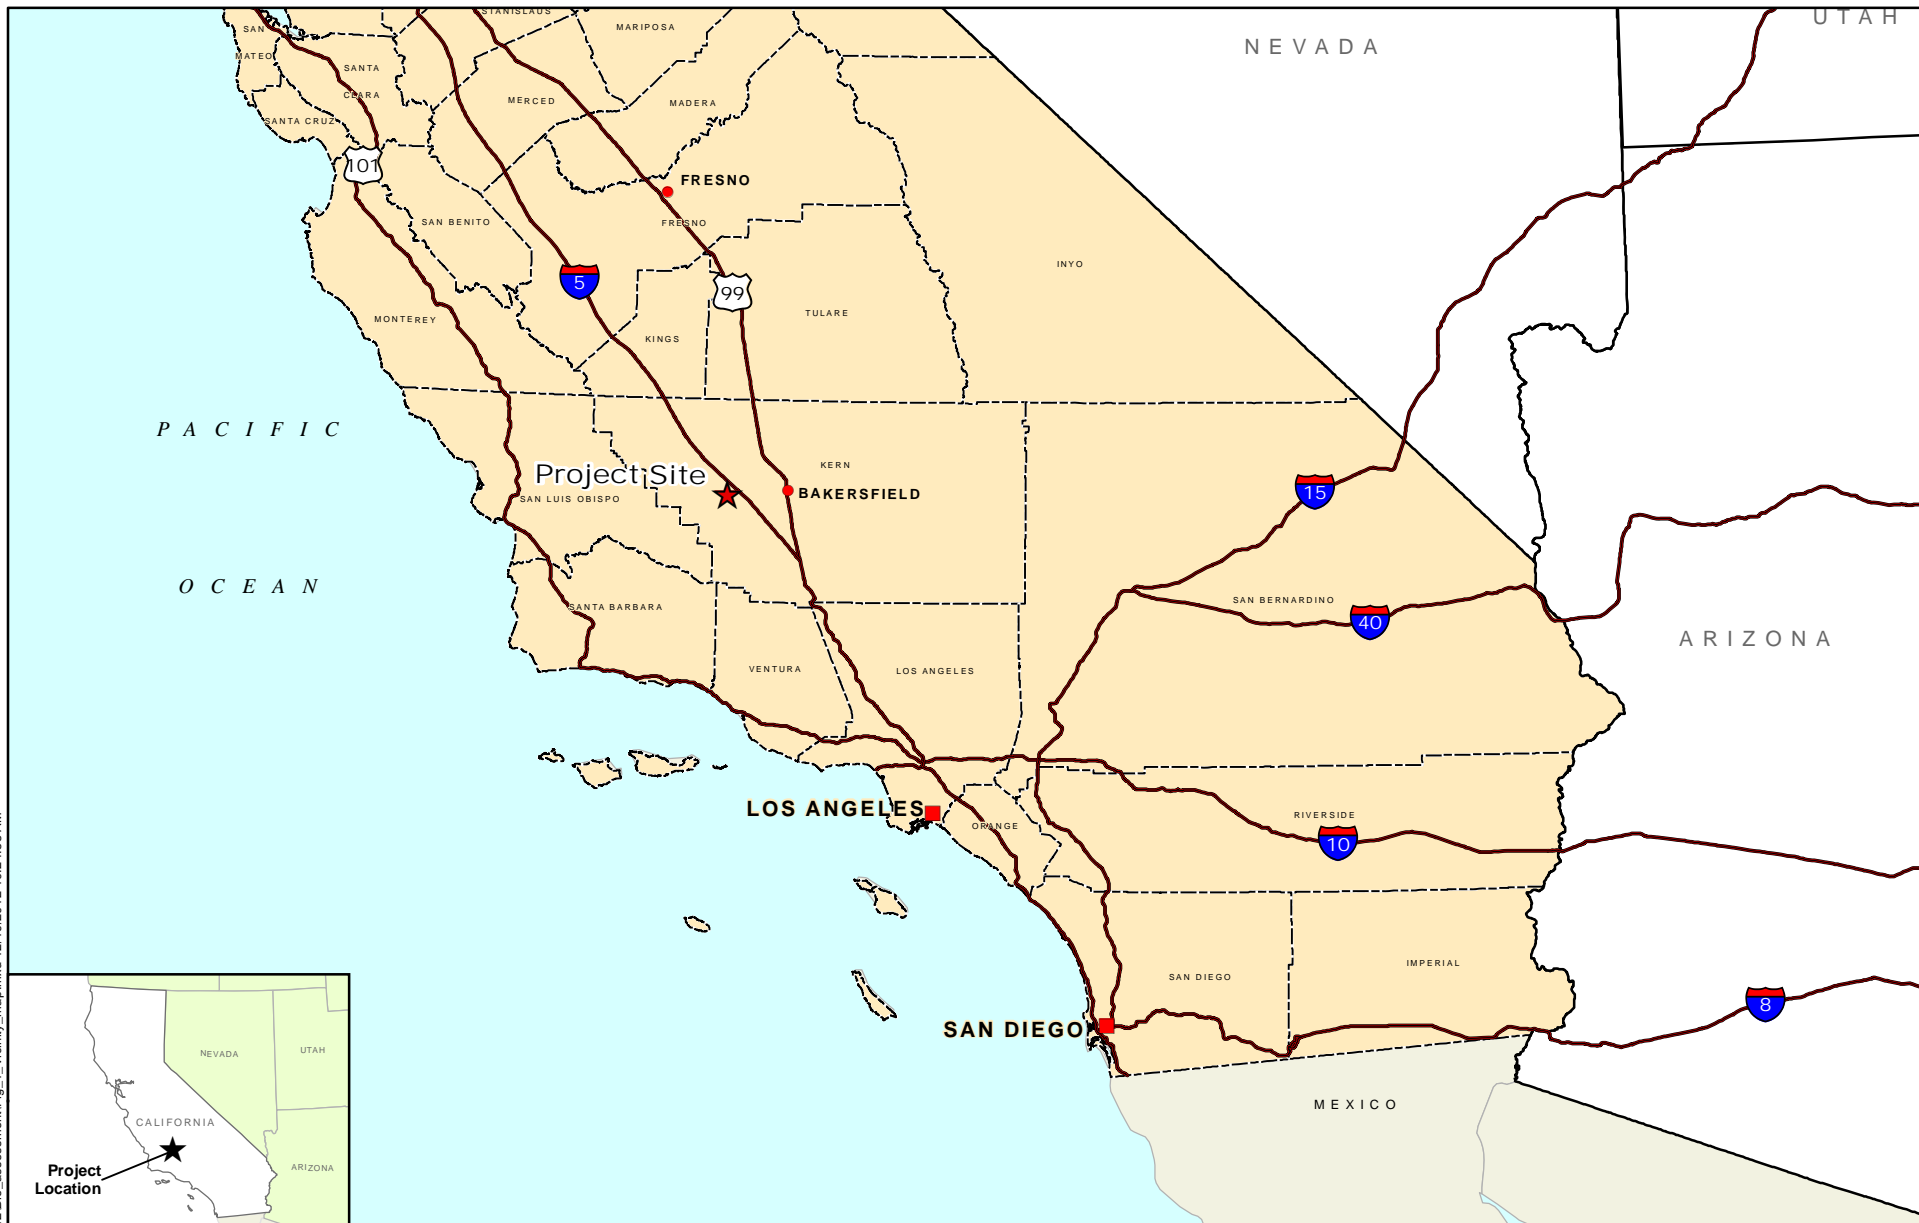 STANISLAUS
UTAH
SAN
MATEO
MARIPOSA
NEVADA
SANTA
CLARA
MERCED
MADERA
SANTA CRUZ
101
FRESNO
SAN BENITO
FRESNO
INYO
5
99
MONTEREY
TULARE
KINGS
PACIFIC
KERN
Project Site
BAKERSFIELD
15
SAN LUIS OBISPO
OCEAN
SANTA BARBARA
SAN BERNARDINO
40
ARIZONA
VENTURA
LOS ANGELES
LOS ANGELES
ORANGE
RIVERSIDE
10
IMPERIAL
SAN DIEGO
8
SAN DIEGO
MEXICO
NEVADA
UTAH
CALIFORNIA
ARIZONA
Project
Location